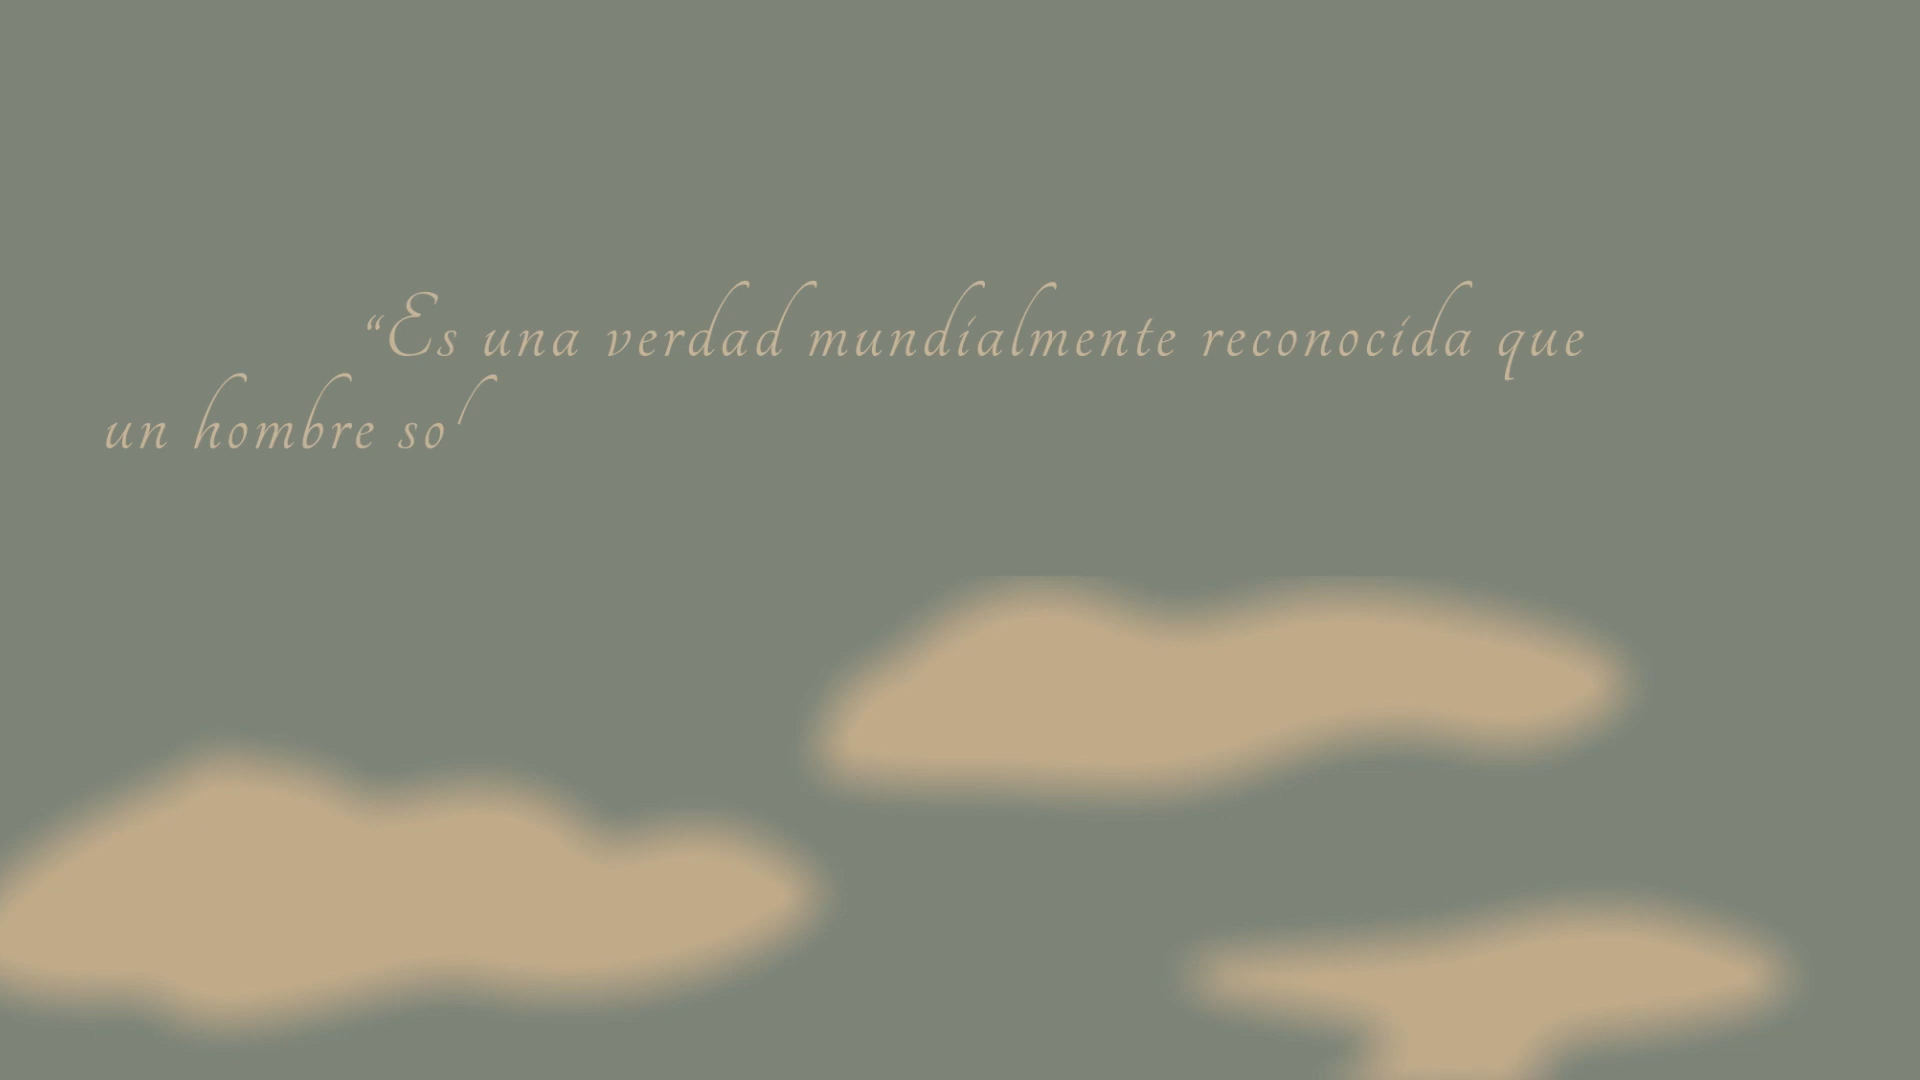 “Es una verdad mundialmente reconocida que
un hombre so